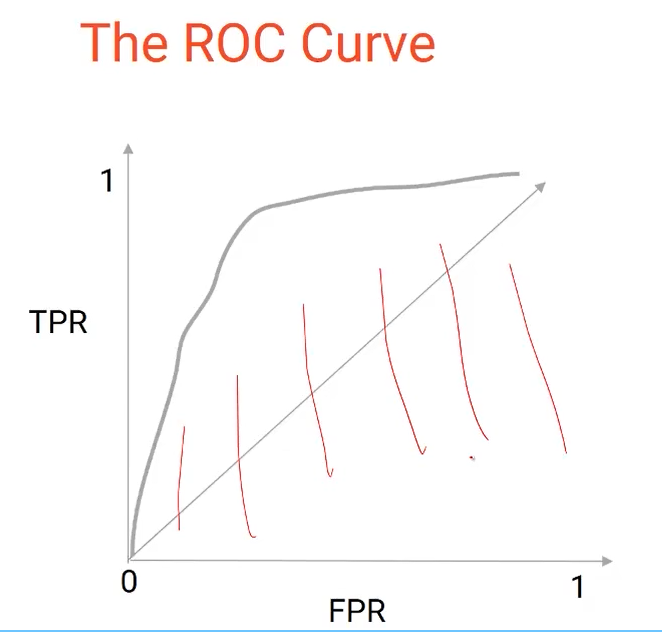 The ROC Curve
1
TPR
0
1
FPR